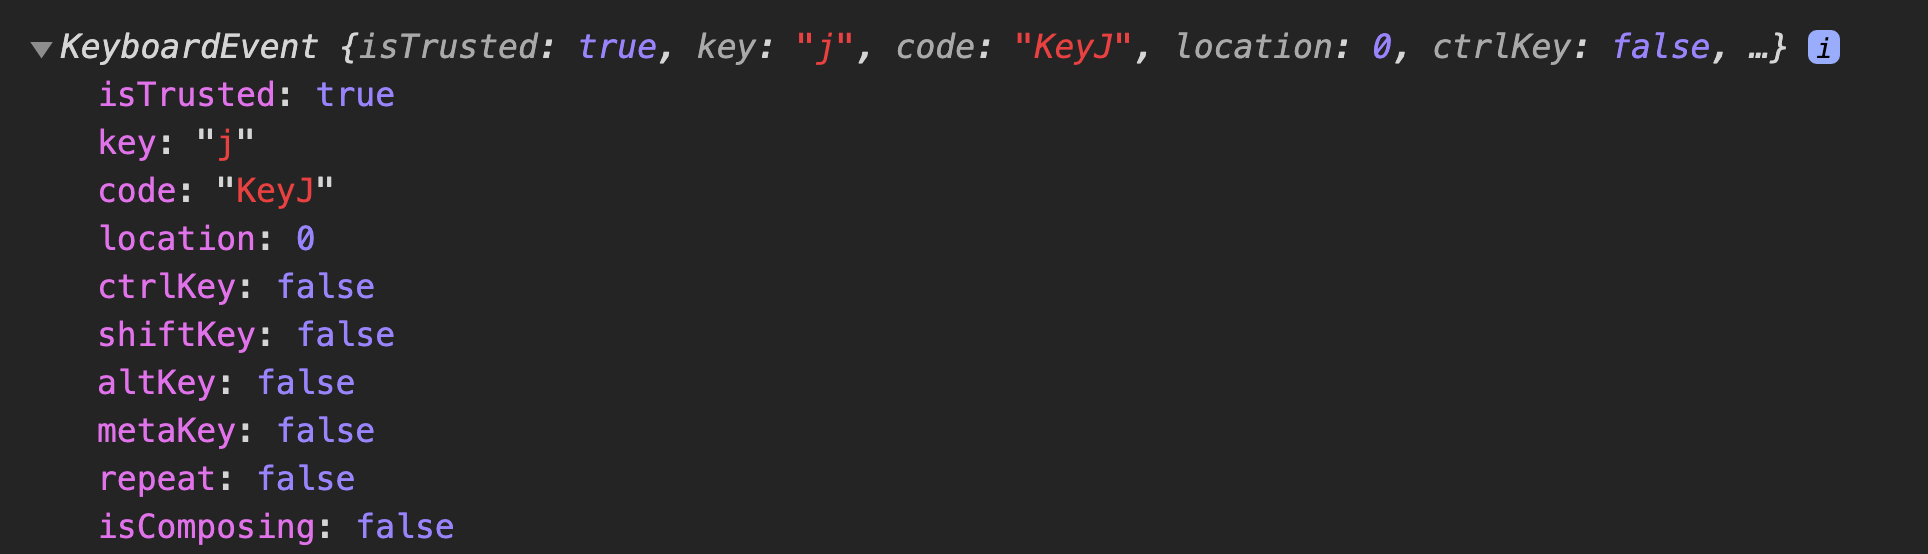 ▼KeyboardEvent {isTrusted: true, key: "j", code: "KeyJ", location: 0, ctrlKey: false, …} i
isTrusted: true
key: "j"
code: "KeyJ"
location: 0
ctrlKey: false
shiftKey: false
altKey: false
metaKey: false
repeat: false
isComposing: false